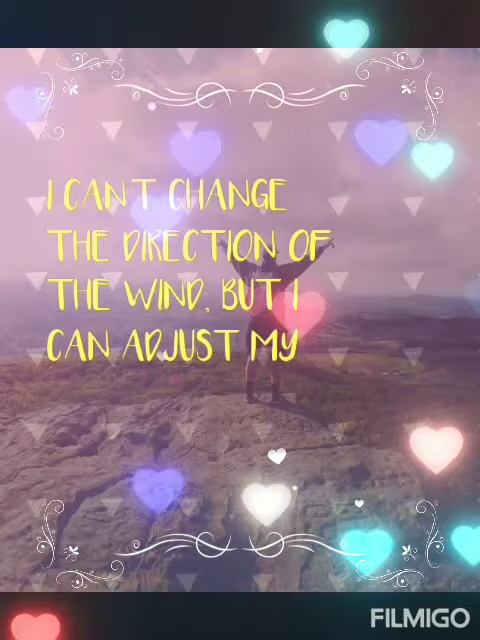 I CAN'T CHANGE
THE DIRECTION OF
THE WIND, BUT I
CAN ADJUST MY
FILMIGO